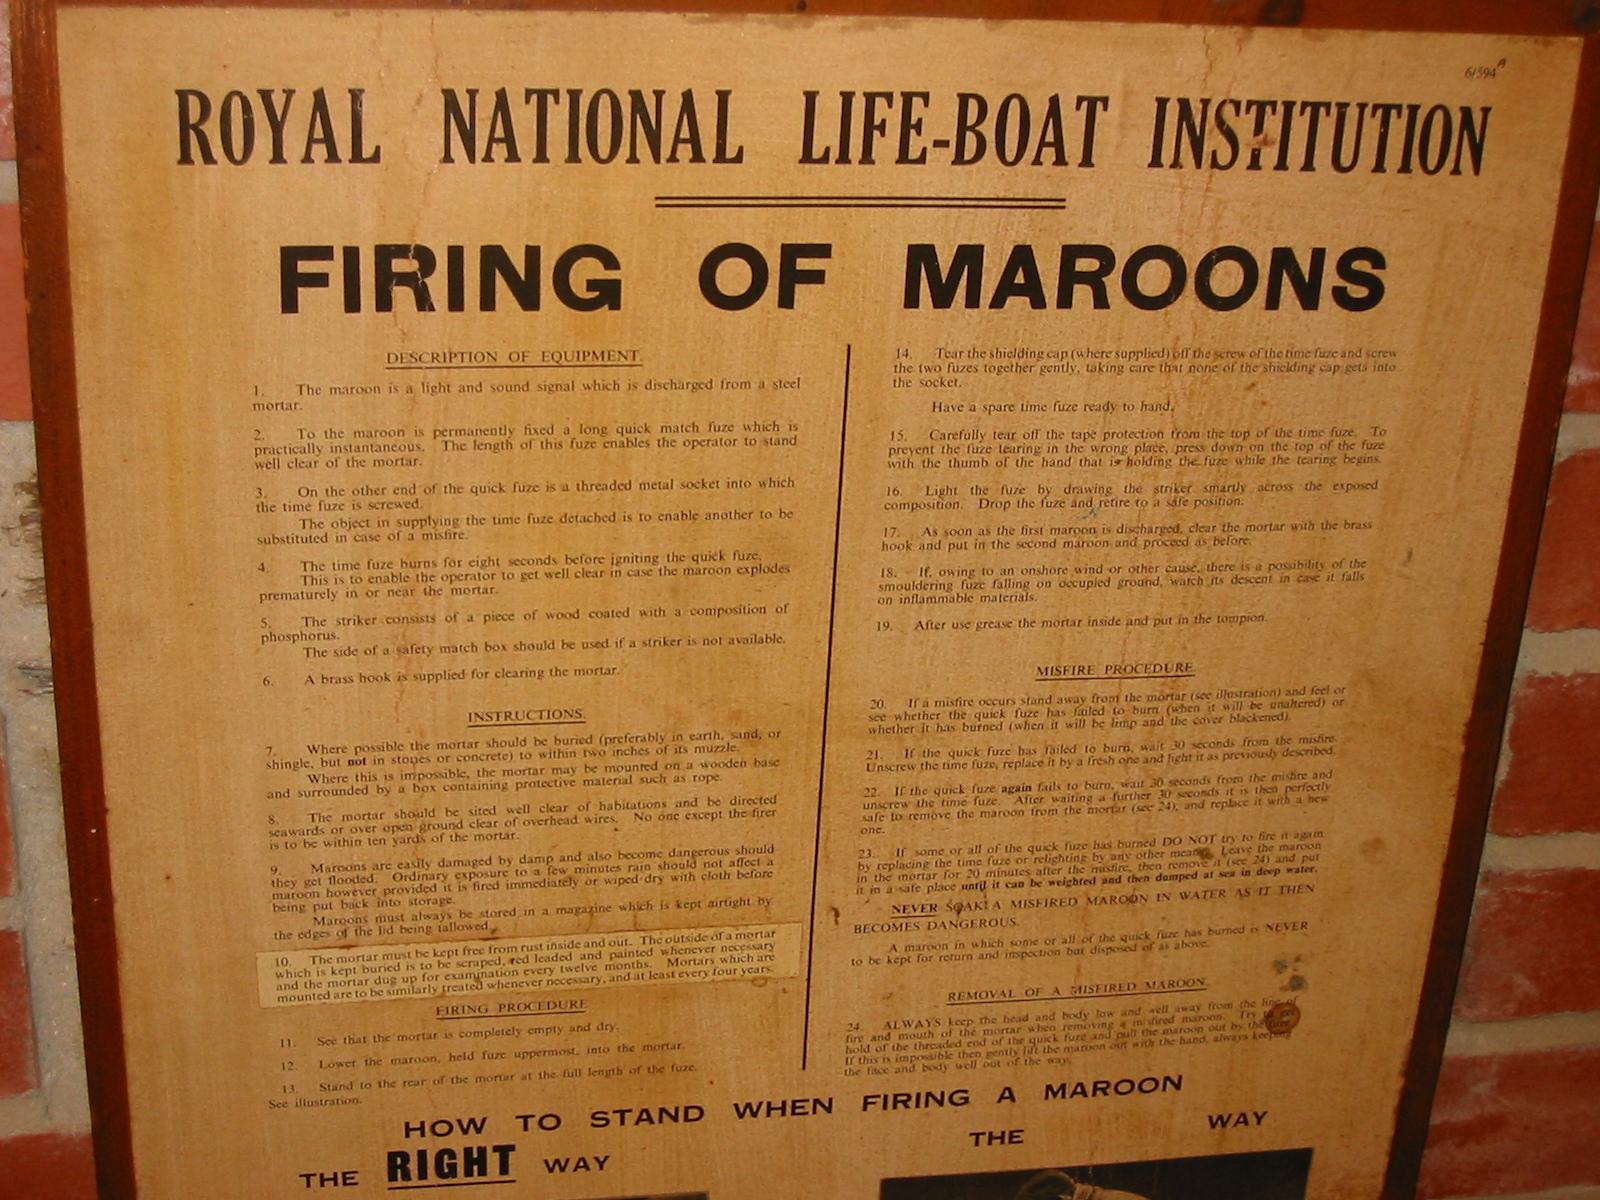 6/594 A
ROYAL NATIONAL LIFE-BOAT INSTITUTION
FIRING OF MAROONS
DESCRIPTION OF EQUIPMENT.
1. The maroon is a light and sound signal which is discharged from a steel
mortar.
2. To the maroon is permanently fixed a long quick match fuze which is
practically instantaneous. The length of this fuze enables the operator to stand
well clear of the mortar.
3. On the other end of the quick fuze is a threaded metal socket into which
the time fuze is screwed.
The object in supplying the time fuze detached is to enable another to be
substituted in case of a misfire.
4. The time fuze burns for eight seconds before igniting the quick fuze.
This is to enable the operator to get well clear in case the maroon explodes
prematurely in or near the mortar.
5. The striker consists of a piece of wood coated with a composition of
phosphorus.
The side of a safety match box should be used if a striker is not available.
6. A brass hook is supplied for clearing the mortar.
INSTRUCTIONS.
7. Where possible the mortar should be buried (preferably in earth, sand, or
shingle, but not in stones or concrete) to within two inches of its muzzle.
Where this is impossible, the mortar may be mounted on a wooden base
and surrounded by a box containing protective material such as rope.
8. The mortar should be sited well clear of habitations and be directed
seawards or over open ground clear of overhead wires. No one except the firer
is to be within ten yards of the mortar.
9. Maroons are easily damaged by damp and also become dangerous should
they get flooded. Ordinary exposure to a few minutes rain should not affect a
maroon however provided it is fired immediately or wiped dry with cloth before
being put back into storage.
Maroons must always be stored in a magazine which is kept airtight by
the edges of the lid being tallowed.
10. The mortar must be kept free from rust inside and out. The outside of a mortar
which is kept buried is to be scraped, red leaded and painted whenever necessary
and the mortar dug up for examination every twelve months. Mortars which are
mounted are to be similarly treated whenever necessary, and at least every four years.
FIRING PROCEDURE
11. See that the mortar is completely empty and dry.
12. Lower the maroon, held fuze uppermost, into the mortar.
13. Stand to the rear of the mortar at the full length of the fuze.
See illustration.
14. Tear the shielding cap (where supplied) off the screw of the time fuze and screw
the two fuzes together gently, taking care that none of the shielding cap gets into
the socket.
Have a spare time fuze ready to hand.
15. Carefully tear off the tape protection from the top of the time fuze. To
prevent the fuze tearing in the wrong place, press down on the top of the fuze
with the thumb of the hand that is holding the fuze while the tearing begins.
16. Light the fuze by drawing the striker smartly across the exposed
composition. Drop the fuze and retire to a safe position.
17. As soon as the first maroon is discharged, clear the mortar with the brass
hook and put in the second maroon and proceed as before.
18. If, owing to an onshore wind or other cause, there is a possibility of the
smouldering fuze falling on occupied ground, watch its descent in case it falls
on inflammable materials.
19. After use grease the mortar inside and put in the tompion.
MISFIRE PROCEDURE.
20. If a misfire occurs stand away from the mortar (see illustration) and feel or
see whether the quick fuze has failed to burn (when it will be unaltered) or
whether it has burned (when it will be limp and the cover blackened).
21. If the quick fuze has failed to burn, wait 30 seconds from the misfire.
Unscrew the time fuze, replace it by a fresh one and light it as previously described.
22. If the quick fuze again fails to burn, wait 30 seconds from the misfire and
unscrew the time fuze. After waiting a further 30 seconds it is then perfectly
safe to remove the maroon from the mortar (see 24), and replace it with a new
one.
23. If some or all of the quick fuze has burned DO NOT try to fire it again
by replacing the time fuze or relighting by any other means. Leave the maroon
in the mortar for 20 minutes after the misfire, then remove it (see 24) and put
it in a safe place until it can be weighted and then dumped at sea in deep water.
NEVER SOAK A MISFIRED MAROON IN WATER AS IT THEN
BECOMES DANGEROUS.
A maroon in which some or all of the quick fuze has burned is NEVER
to be kept for return and inspection but disposed of as above.
REMOVAL OF A MISFIRED MAROON.
24. ALWAYS keep the head and body low and well away from the line of
fire and mouth of the mortar when removing a misfired maroon. Try to get
hold of the threaded end of the quick fuze and pull the maroon out by the fuze.
If this is impossible then gently lift the maroon out with the hand, always keeping
the face and body well out of the way.
HOW TO STAND WHEN FIRING A MAROON
THE RIGHT WAY
THE WAY